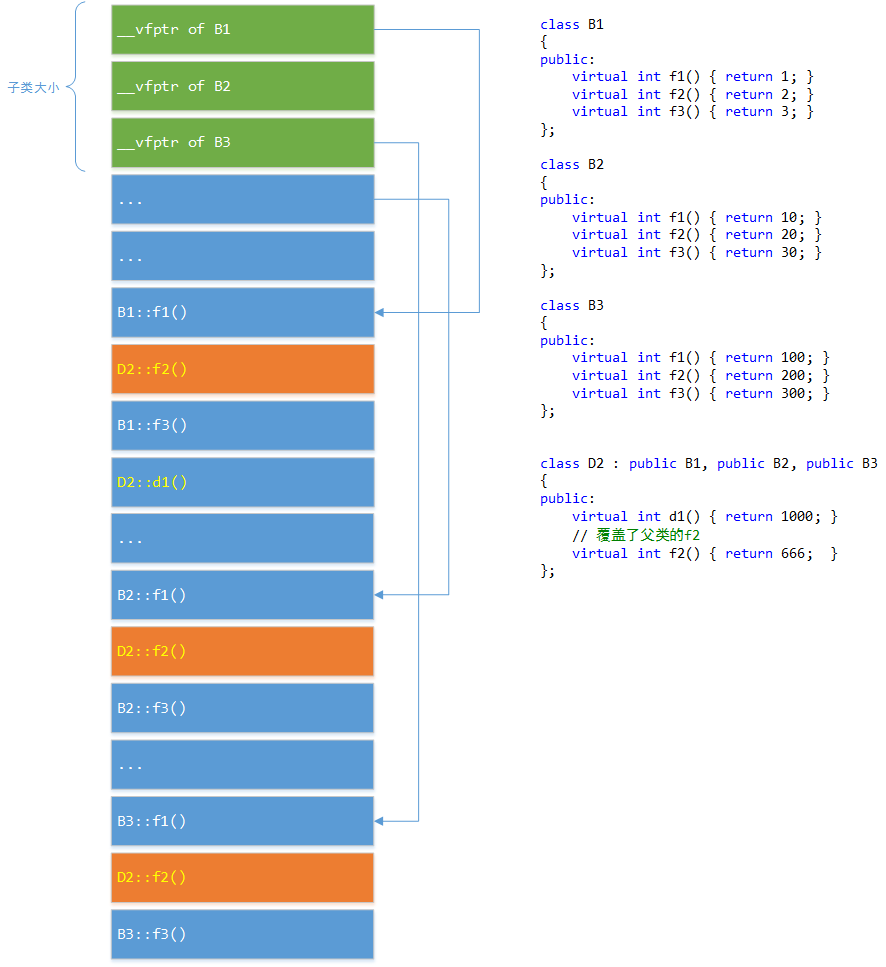 子类大小
__vfptr of B1
__vfptr of B2
__vfptr of B3
...
...
B1::f1()
D2::f2()
B1::f3()
D2::d1()
...
B2::f1()
D2::f2()
B2::f3()
...
B3::f1()
D2::f2()
B3::f3()
class B1
{
public:
    virtual int f1() { return 1; }
    virtual int f2() { return 2; }
    virtual int f3() { return 3; }
};
class B2
{
public:
    virtual int f1() { return 10; }
    virtual int f2() { return 20; }
    virtual int f3() { return 30; }
};
class B3
{
public:
    virtual int f1() { return 100; }
    virtual int f2() { return 200; }
    virtual int f3() { return 300; }
};
class D2 : public B1, public B2, public B3
{
public:
    virtual int d1() { return 1000; }
    // 覆盖了父类的f2
    virtual int f2() { return 666;  }
};